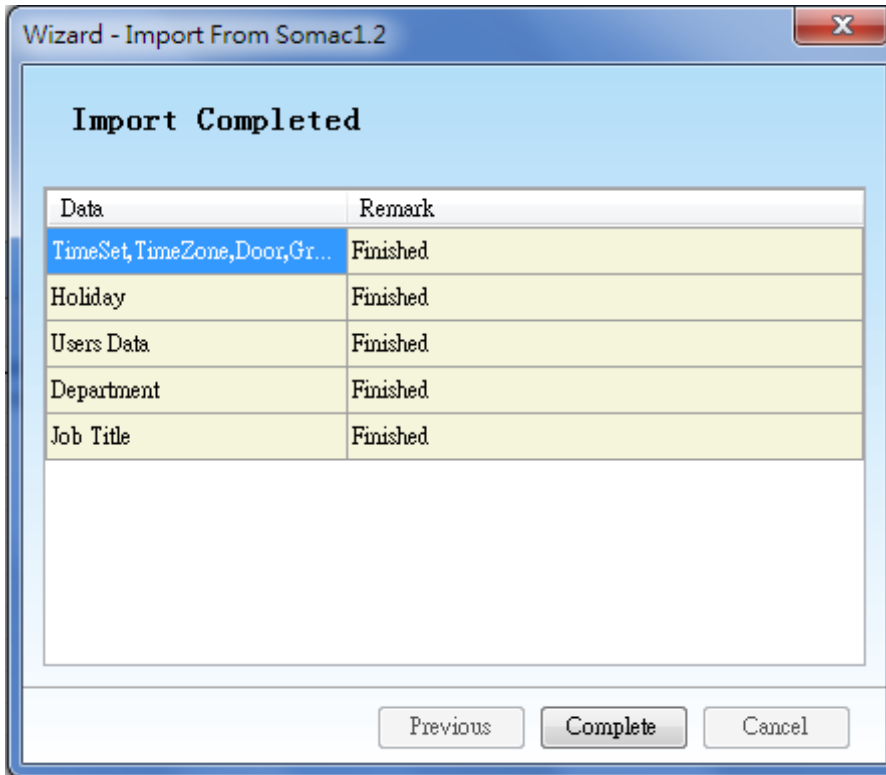 Wizard - Import From Somac1.2
X
Import Completed
Data Remark
TimeSet,TimeZone,Door,Gr... Finished
Holiday Finished
Users Data Finished
Department Finished
Job Title Finished
Previous Complete Cancel